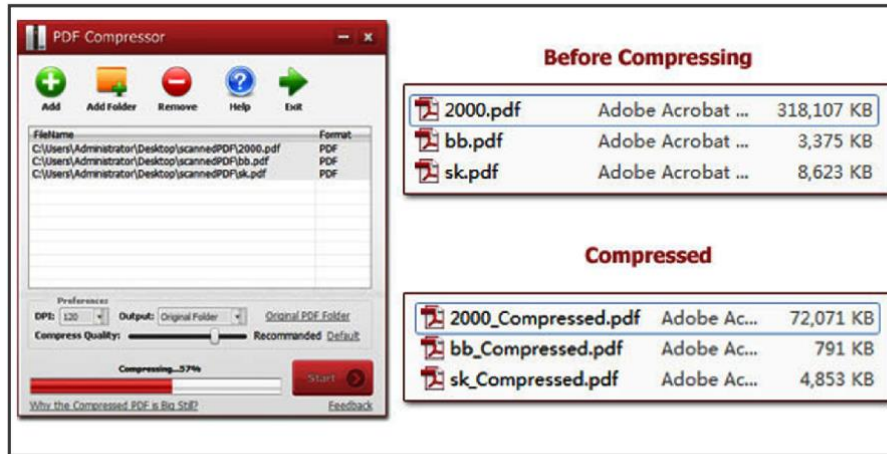 PDF Compressor
Add Add Folder Remove Help Exit
FileName Format
C:\Users\Administrator\Desktop\scannedPDF\2000.pdf PDF
C:\Users\Administrator\Desktop\scannedPDF\bb.pdf PDF
C:\Users\Administrator\Desktop\scannedPDF\sk.pdf PDF
Preferences
DPI: 120 Output: Original Folder Original PDF Folder
Compress Quality: Recommanded Default
Compressing...57%
Start
Why the Compressed PDF is Big Still? Feedback
Before Compressing
2000.pdf Adobe Acrobat ... 318,107 KB
bb.pdf Adobe Acrobat ... 3,375 KB
sk.pdf Adobe Acrobat ... 8,623 KB
Compressed
2000_Compressed.pdf Adobe Ac... 72,071 KB
bb_Compressed.pdf Adobe Ac... 791 KB
sk_Compressed.pdf Adobe Ac... 4,853 KB